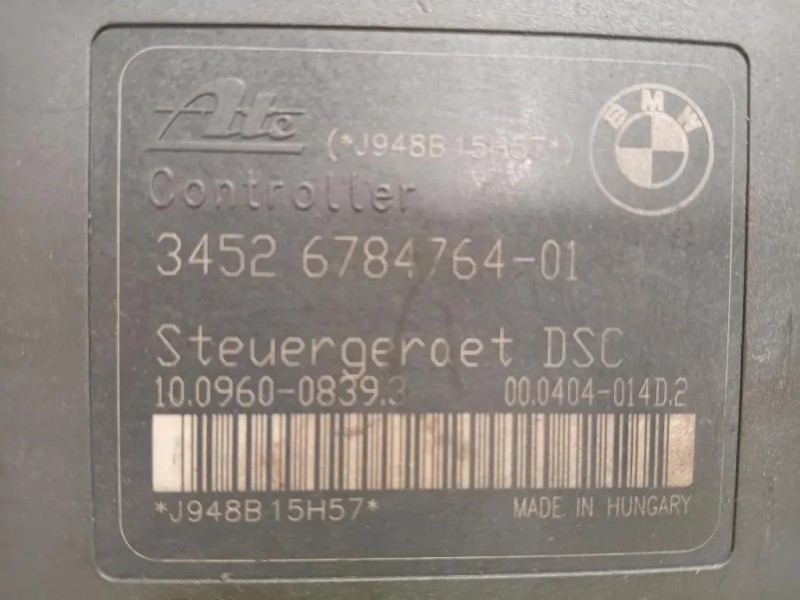 Ate
(*J948B15H57*)
BMW
Controller
3452 6784764-01
Steuergeraet DSC
10.0960-0839.3 00.0404-014D.2
*J948B15H57* MADE IN HUNGARY